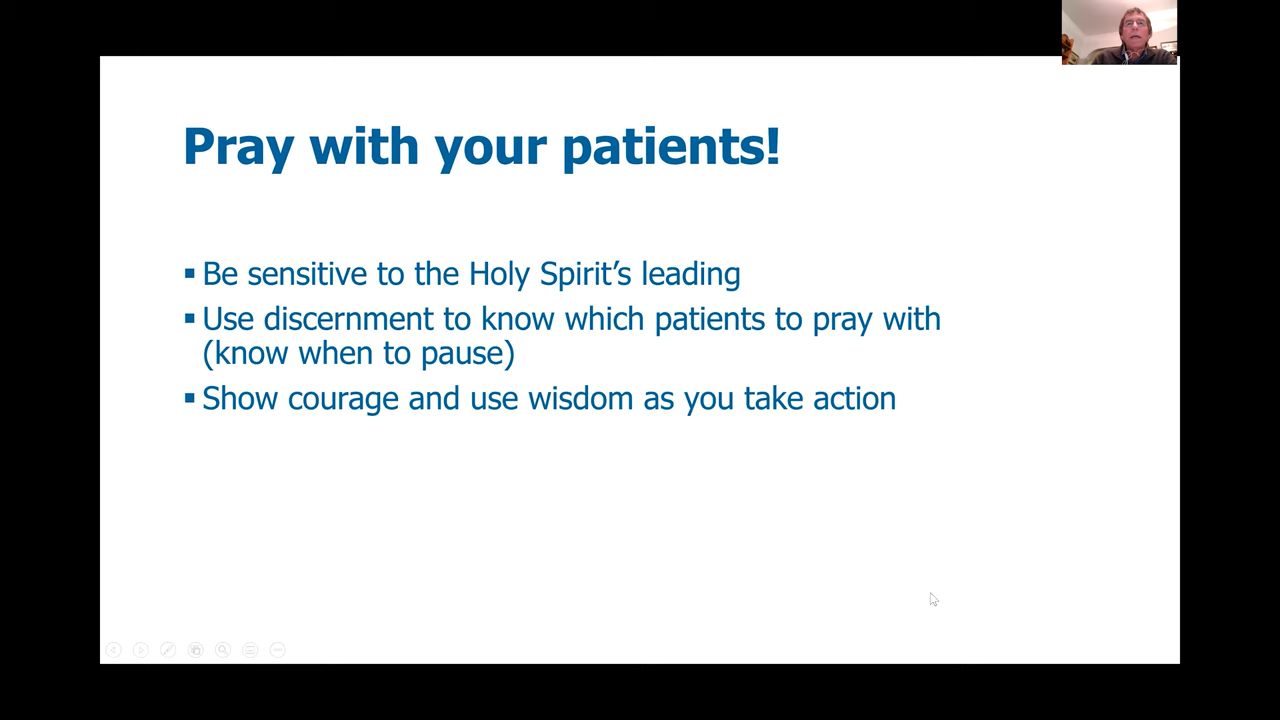 Pray with your patients!
▪ Be sensitive to the Holy Spirit’s leading
▪ Use discernment to know which patients to pray with
(know when to pause)
▪ Show courage and use wisdom as you take action